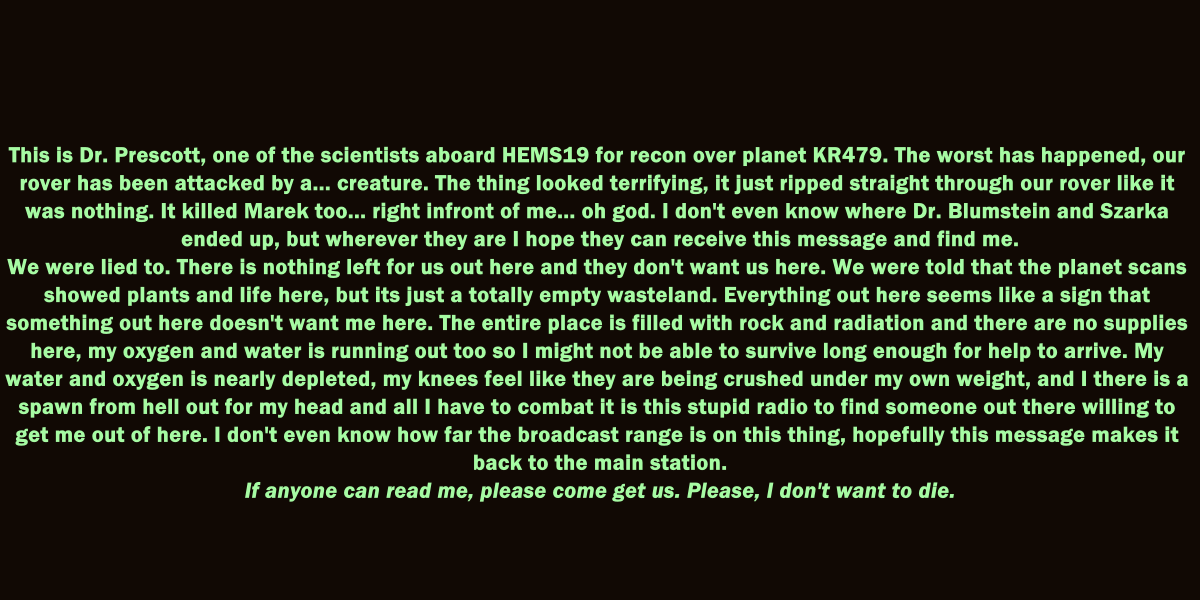 This is Dr. Prescott, one of the scientists aboard HEMS19 for recon over planet KR479. The worst has happened, our
rover has been attacked by a... creature. The thing looked terrifying, it just ripped straight through our rover like it
was nothing. It killed Marek too... right infront of me... oh god. I don't even know where Dr. Blumstein and Szarka
ended up, but wherever they are I hope they can receive this message and find me.
We were lied to. There is nothing left for us out here and they don't want us here. We were told that the planet scans
showed plants and life here, but its just a totally empty wasteland. Everything out here seems like a sign that
something out here doesn't want me here. The entire place is filled with rock and radiation and there are no supplies
here, my oxygen and water is running out too so I might not be able to survive long enough for help to arrive. My
water and oxygen is nearly depleted, my knees feel like they are being crushed under my own weight, and I there is a
spawn from hell out for my head and all I have to combat it is this stupid radio to find someone out there willing to
get me out of here. I don't even know how far the broadcast range is on this thing, hopefully this message makes it
back to the main station.
If anyone can read me, please come get us. Please, I don't want to die.